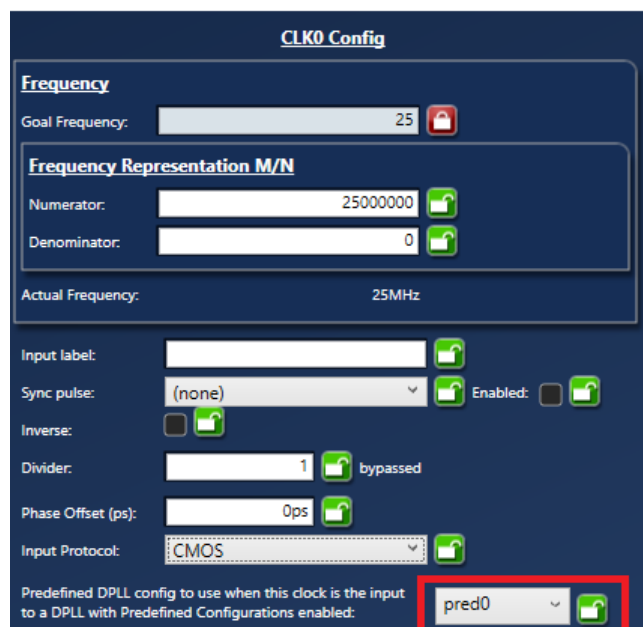 CLK0 Config
Frequency
Goal Frequency: 25
Frequency Representation M/N
Numerator: 25000000
Denominator: 0
Actual Frequency: 25MHz
Input label:
Sync pulse: (none) Enabled:
Inverse:
Divider: 1 bypassed
Phase Offset (ps): 0ps
Input Protocol: CMOS
Predefined DPLL config to use when this clock is the input
to a DPLL with Predefined Configurations enabled: pred0